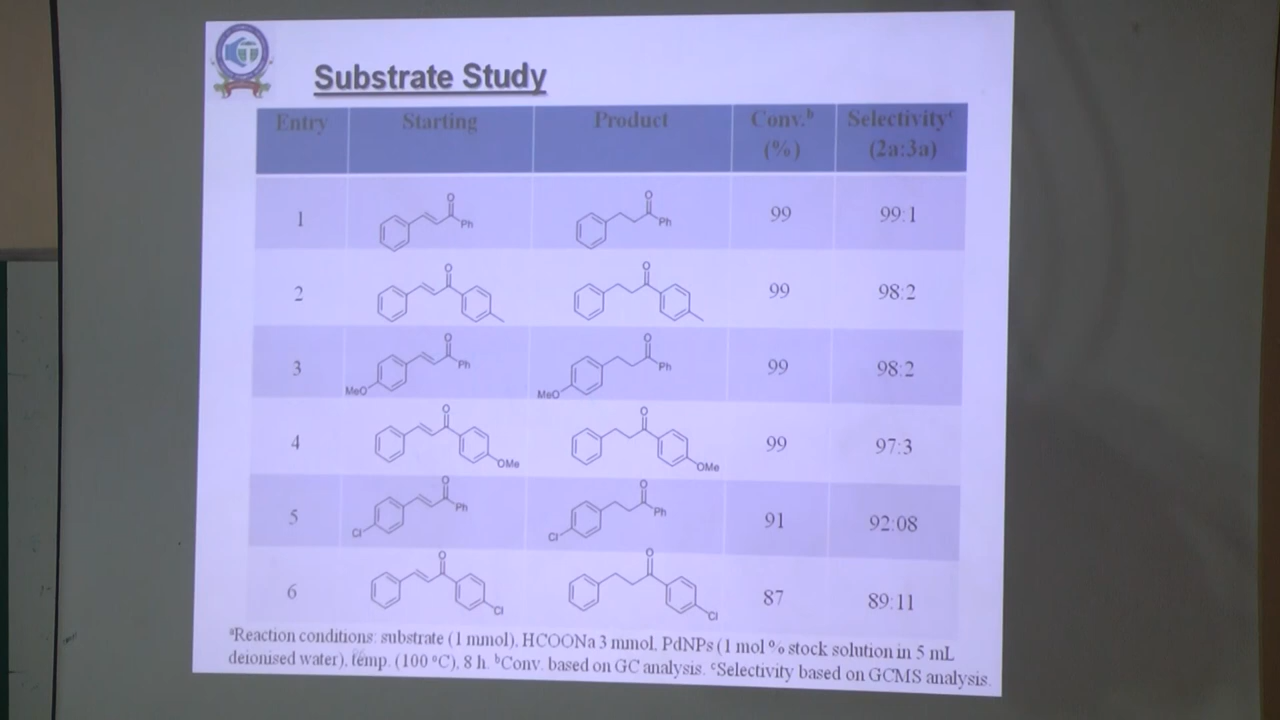 Substrate Study
Entry Starting Product Conv.ᵇ (%) Selectivityᶜ (2a:3a)
1 O Ph O Ph 99 99:1
2 O O 99 98:2
3 MeO O Ph MeO O Ph 99 98:2
4 O OMe O OMe 99 97:3
5 Cl O Ph Cl O Ph 91 92:08
6 O Cl O Cl 87 89:11
ᵃReaction conditions: substrate (1 mmol), HCOONa 3 mmol, PdNPs (1 mol % stock solution in 5 mL
deionised water), temp. (100 °C), 8 h. ᵇConv. based on GC analysis. ᶜSelectivity based on GCMS analysis.